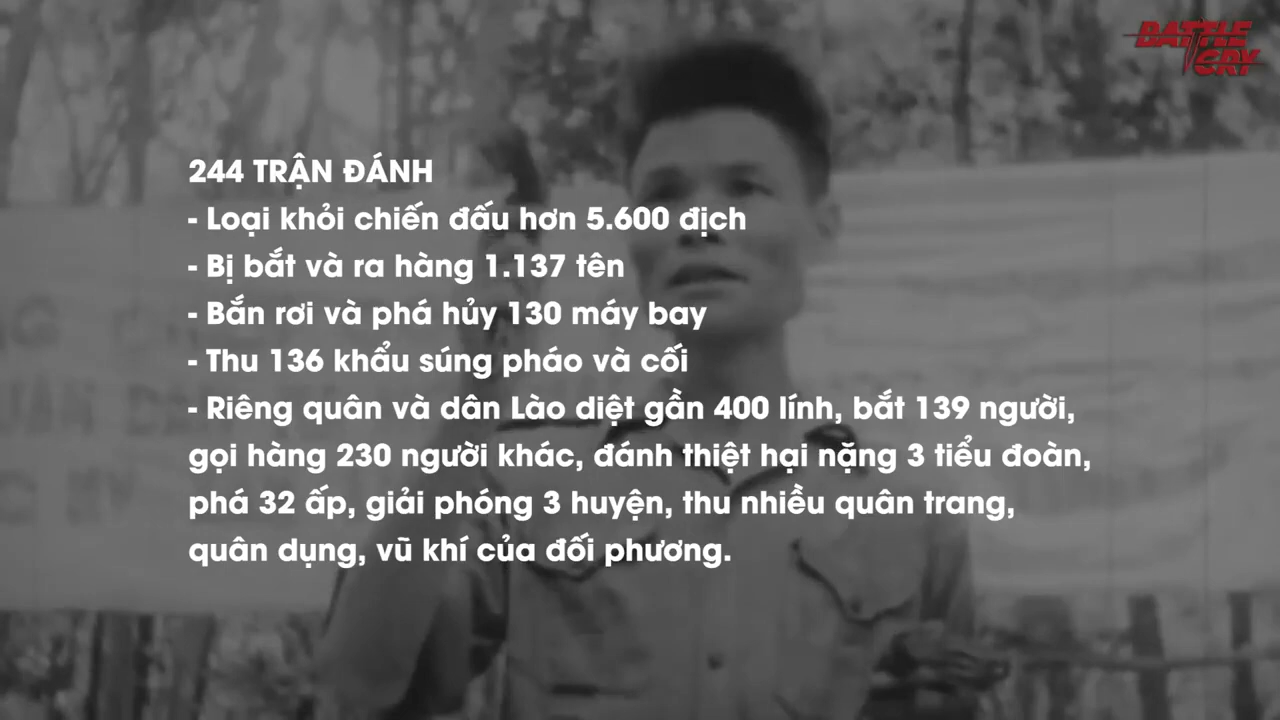 BATTLE
CRY
244 TRẬN ĐÁNH
- Loại khỏi chiến đấu hơn 5.600 địch
- Bị bắt và ra hàng 1.137 tên
- Bắn rơi và phá hủy 130 máy bay
- Thu 136 khẩu súng pháo và cối
- Riêng quân và dân Lào diệt gần 400 lính, bắt 139 người,
gọi hàng 230 người khác, đánh thiệt hại nặng 3 tiểu đoàn,
phá 32 ấp, giải phóng 3 huyện, thu nhiều quân trang,
quân dụng, vũ khí của đối phương.